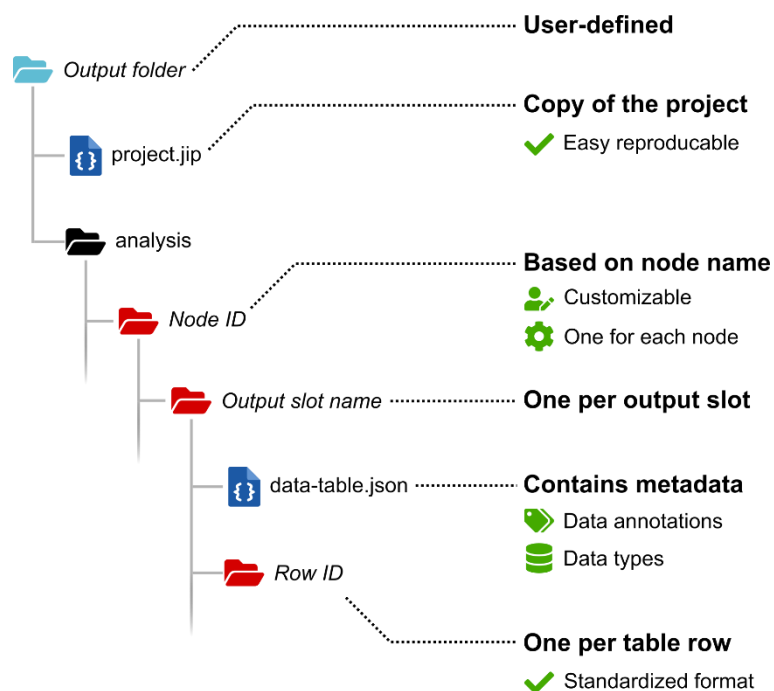 User-defined
Output folder
Copy of the project
project.jip
Easy reproducable
analysis
Based on node name
Node ID
Customizable
One for each node
Output slot name
One per output slot
data-table.json
Contains metadata
Data annotations
Data types
Row ID
One per table row
Standardized format